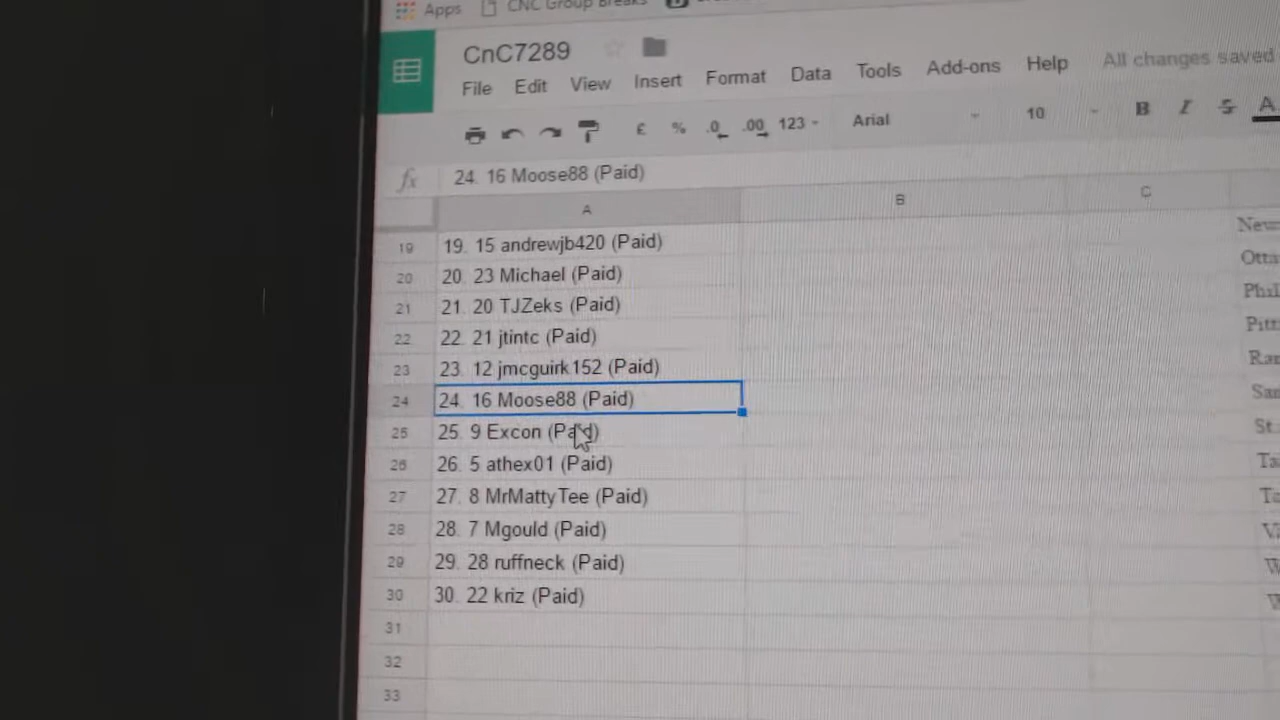 Apps CNC Group Breaks
CnC7289
File Edit View Insert Format Data Tools Add-ons Help All changes saved
£ % .0 .00 123 Arial 10 B I S A
fx 24. 16 Moose88 (Paid)
A B C
19 19. 15 andrewjb420 (Paid)
20 20. 23 Michael (Paid) Otta
21 21. 20 TJZeks (Paid) Phil
22 22. 21 jtintc (Paid) Pitt
23 23. 12 jmcguirk152 (Paid)
24 24. 16 Moose88 (Paid)
25 25. 9 Excon (Paid) St.
26 26. 5 athex01 (Paid)
27 27. 8 MrMattyTee (Paid)
28 28. 7 Mgould (Paid)
29 29. 28 ruffneck (Paid)
30 30. 22 kriz (Paid)
31
32
33